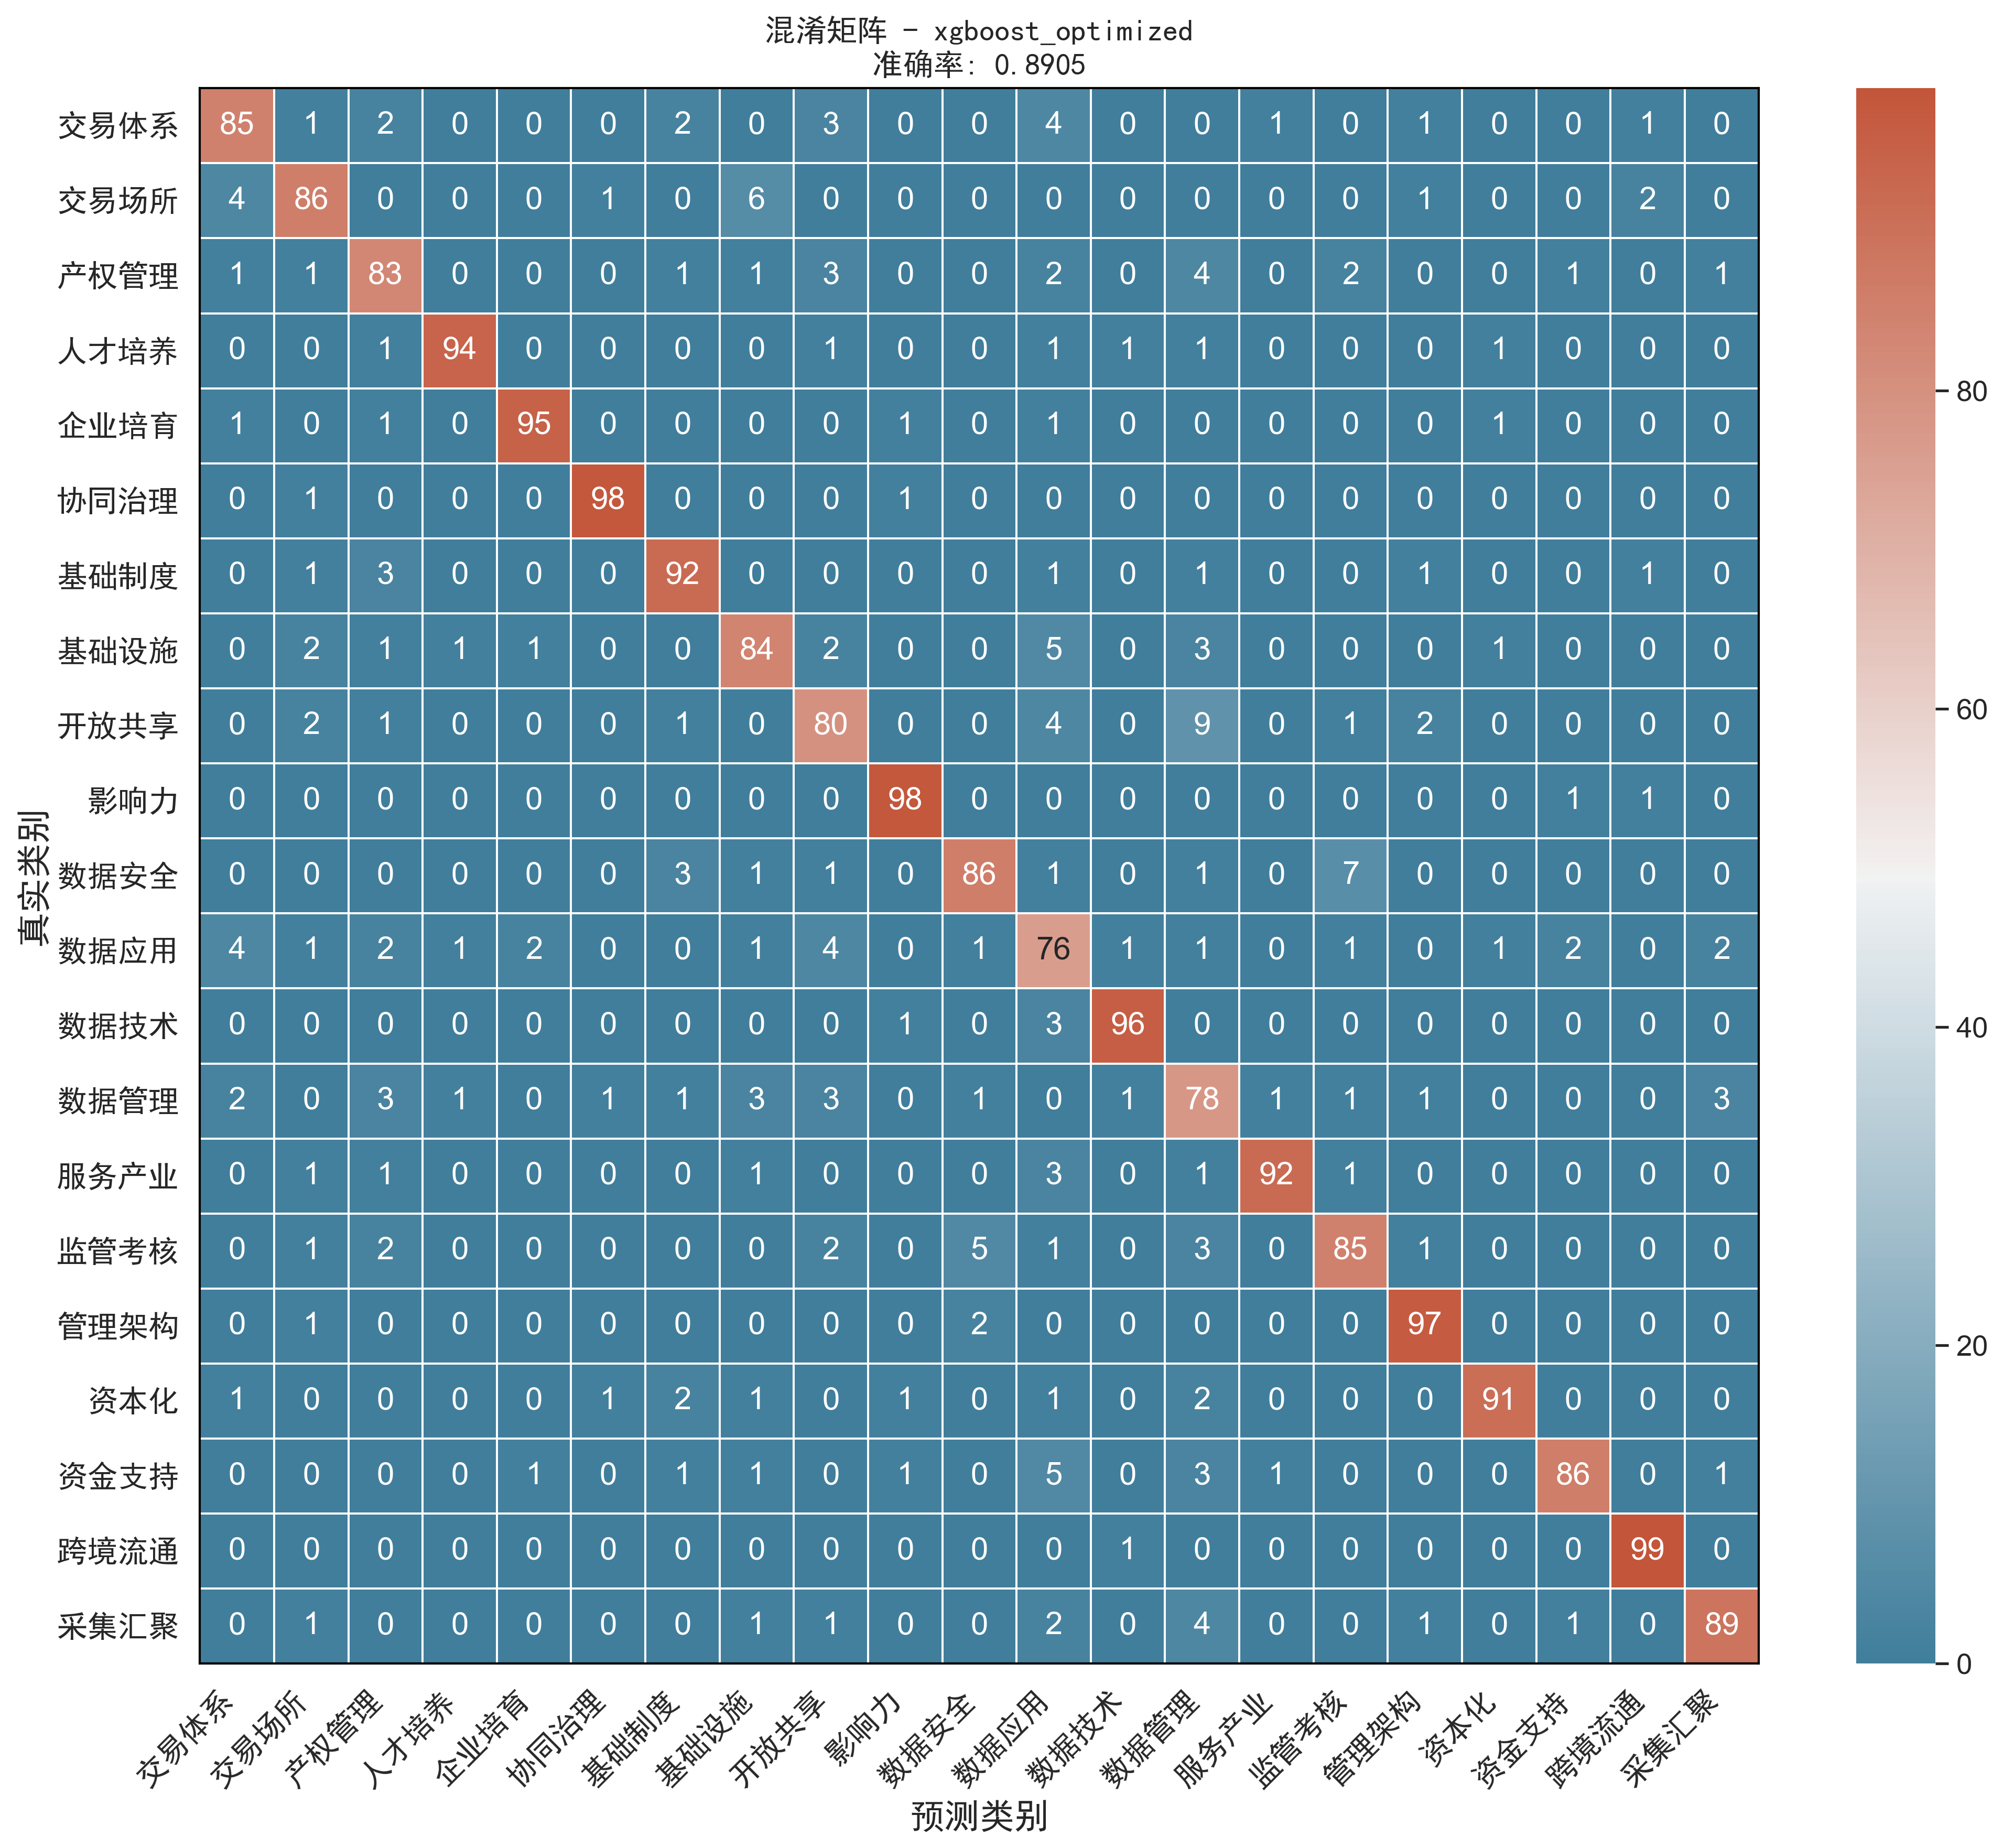 混淆矩阵 - xgboost_optimized
准确率: 0.8905
交易体系 85 1 2 0 0 0 2 0 3 0 0 4 0 0 1 0 1 0 0 1 0
交易场所 4 86 0 0 0 1 0 6 0 0 0 0 0 0 0 0 1 0 0 2 0
产权管理 1 1 83 0 0 0 1 1 3 0 0 2 0 4 0 2 0 0 1 0 1
人才培养 0 0 1 94 0 0 0 0 1 0 0 1 1 1 0 0 0 1 0 0 0
企业培育 1 0 1 0 95 0 0 0 0 1 0 1 0 0 0 0 0 1 0 0 0
协同治理 0 1 0 0 0 98 0 0 0 1 0 0 0 0 0 0 0 0 0 0 0
基础制度 0 1 3 0 0 0 92 0 0 0 0 1 0 1 0 0 1 0 0 1 0
基础设施 0 2 1 1 1 0 0 84 2 0 0 5 0 3 0 0 0 1 0 0 0
开放共享 0 2 1 0 0 0 1 0 80 0 0 4 0 9 0 1 2 0 0 0 0
影响力 0 0 0 0 0 0 0 0 0 98 0 0 0 0 0 0 0 0 1 1 0
数据安全 0 0 0 0 0 0 3 1 1 0 86 1 0 1 0 7 0 0 0 0 0
数据应用 4 1 2 1 2 0 0 1 4 0 1 76 1 1 0 1 0 1 2 0 2
数据技术 0 0 0 0 0 0 0 0 0 1 0 3 96 0 0 0 0 0 0 0 0
数据管理 2 0 3 1 0 1 1 3 3 0 1 0 1 78 1 1 1 0 0 0 3
服务产业 0 1 1 0 0 0 0 1 0 0 0 3 0 1 92 1 0 0 0 0 0
监管考核 0 1 2 0 0 0 0 0 2 0 5 1 0 3 0 85 1 0 0 0 0
管理架构 0 1 0 0 0 0 0 0 0 0 2 0 0 0 0 0 97 0 0 0 0
资本化 1 0 0 0 0 1 2 1 0 1 0 1 0 2 0 0 0 91 0 0 0
资金支持 0 0 0 0 1 0 1 1 0 1 0 5 0 3 1 0 0 0 86 0 1
跨境流通 0 0 0 0 0 0 0 0 0 0 0 0 1 0 0 0 0 0 0 99 0
采集汇聚 0 1 0 0 0 0 0 1 1 0 0 2 0 4 0 0 1 0 1 0 89
真实类别
交易体系 交易场所 产权管理 人才培养 企业培育 协同治理 基础制度 基础设施 开放共享 影响力 数据安全 数据应用 数据技术 数据管理 服务产业 监管考核 管理架构 资本化 资金支持 跨境流通 采集汇聚
预测类别
80
60
40
20
0